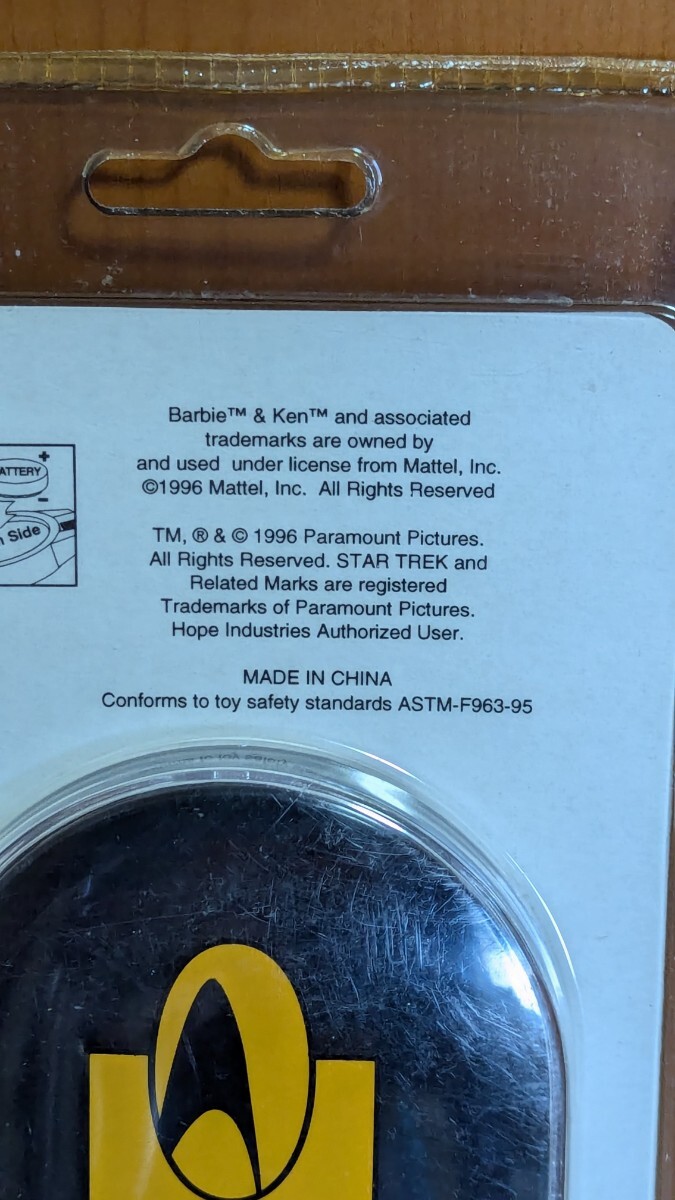 Barbie™ & Ken™ and associated
trademarks are owned by
and used under license from Mattel, Inc.
©1996 Mattel, Inc. All Rights Reserved
TM, ® & © 1996 Paramount Pictures.
All Rights Reserved. STAR TREK and
Related Marks are registered
Trademarks of Paramount Pictures.
Hope Industries Authorized User.
MADE IN CHINA
Conforms to toy safety standards ASTM-F963-95
+
ATTERY
-
Side